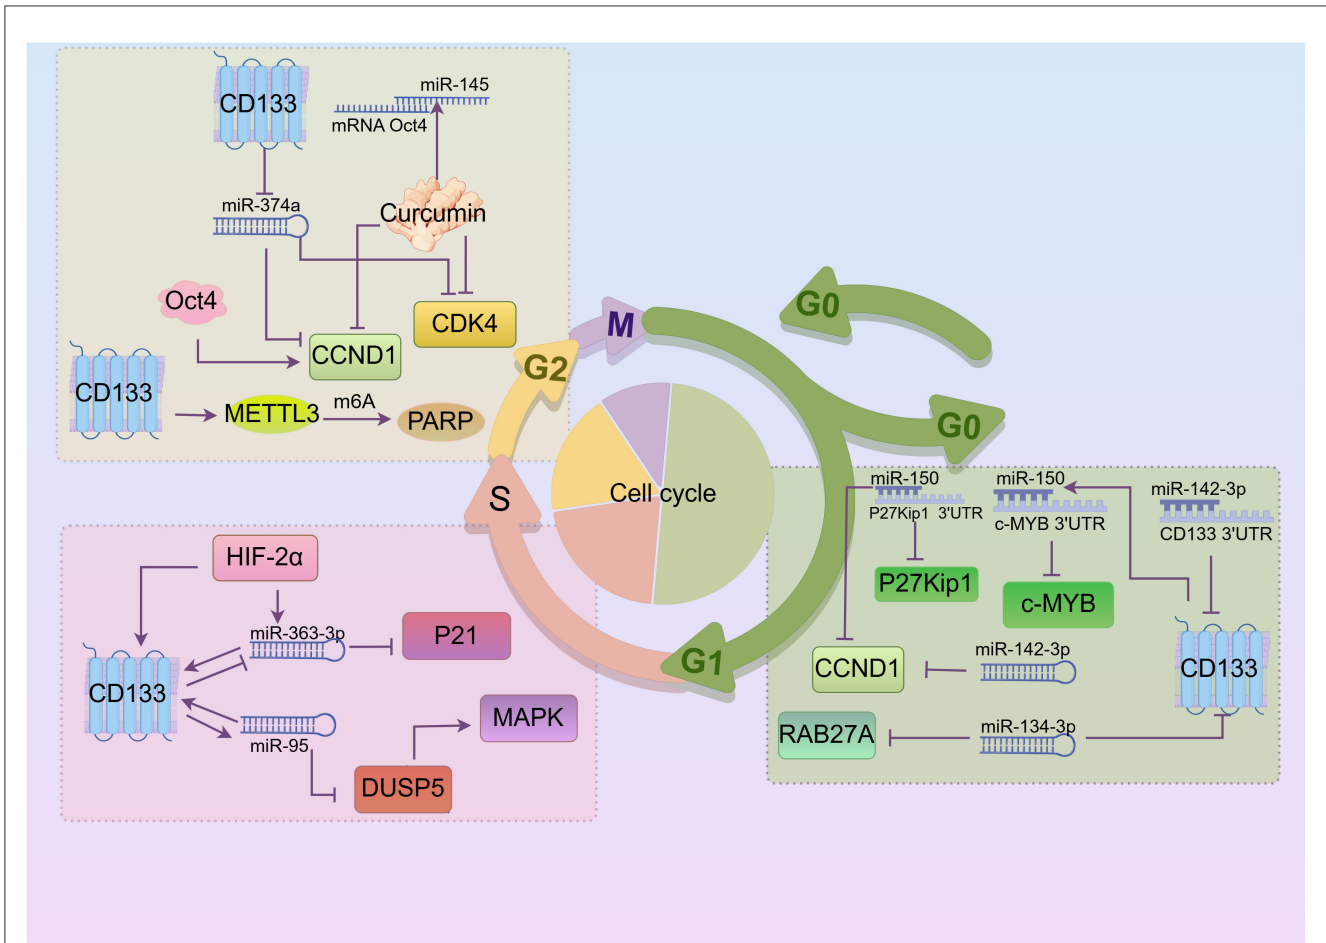 CD133
miR-145
mRNA Oct4
miR-374a
Curcumin
Oct4
CDK4
CCND1
CD133
METTL3
m6A
PARP
G0
M
G2
G0
S
Cell cycle
G1
HIF-2α
miR-363-3p
P21
CD133
miR-95
MAPK
DUSP5
miR-150
P27Kip1 3'UTR
miR-150
c-MYB 3'UTR
miR-142-3p
CD133 3'UTR
P27Kip1
c-MYB
CCND1
miR-142-3p
CD133
RAB27A
miR-134-3p